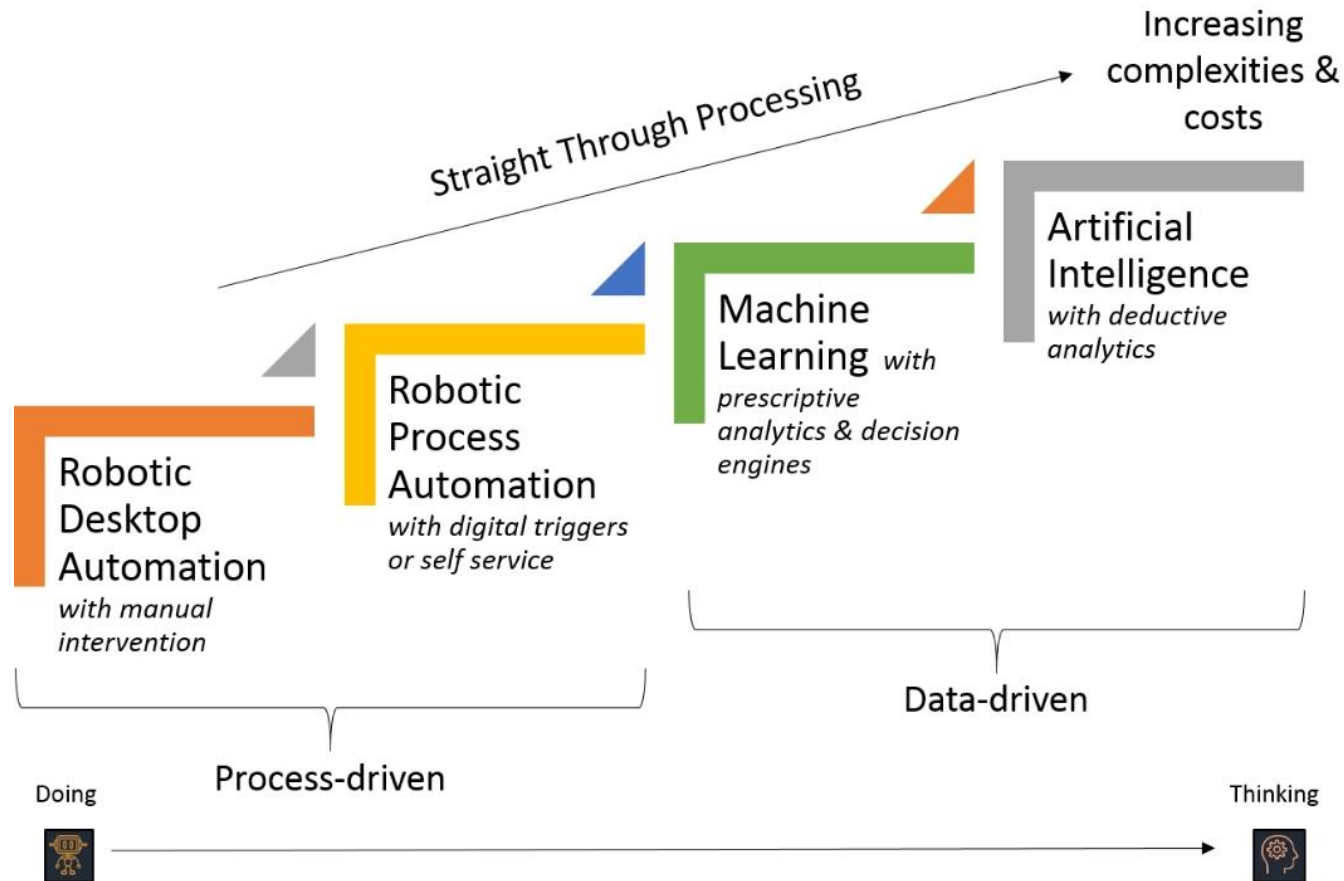 Increasing
complexities &
costs
Straight Through Processing
Robotic
Desktop
Automation
with manual
intervention
Robotic
Process
Automation
with digital triggers
or self service
Machine
Learning with
prescriptive
analytics & decision
engines
Artificial
Intelligence
with deductive
analytics
Process-driven
Data-driven
Doing
Thinking